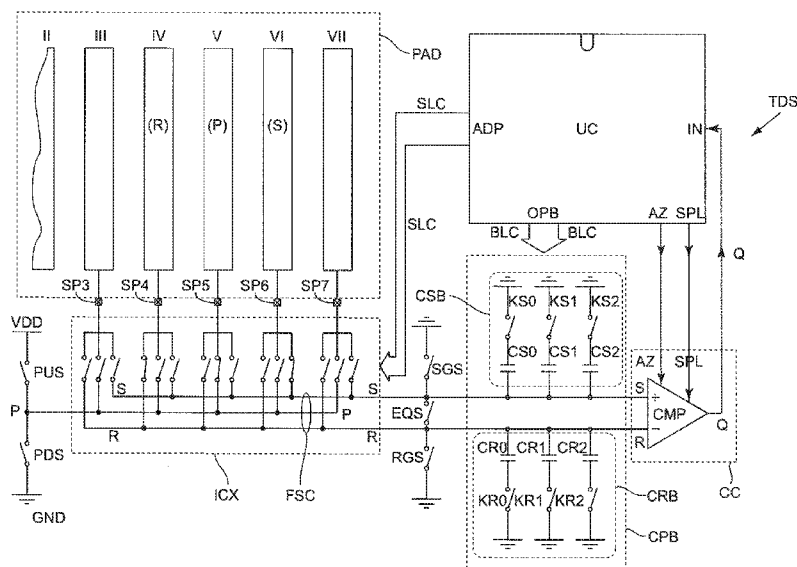 II III IV V VI VII
PAD
(R) (P) (S)
SLC
ADP UC IN
TDS
SLC
OPB AZ SPL
BLC BLC
Q
SP3 SP4 SP5 SP6 SP7
CSB
KS0 KS1 KS2
CS0 CS1 CS2
VDD
PUS
SGS
AZ SPL
S S S +
P P EQS CMP
R R R −
Q
PDS RGS
CR0 CR1 CR2
KR0 KR1 KR2
CRB
CC
ICX FSC
CPB
GND